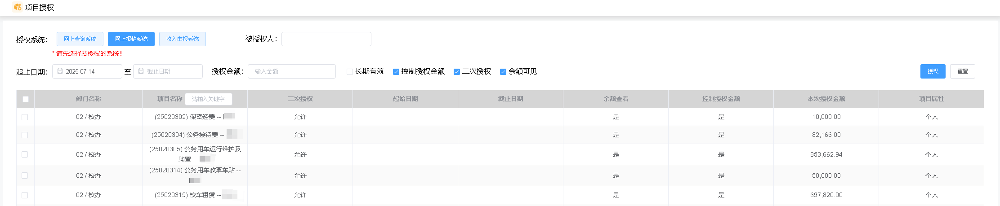 项目授权
授权系统： 网上查询系统 网上报销系统 收入申报系统 被授权人：
* 请先选择要授权的系统!
起止日期： 2025-07-14 至 截止日期 授权金额： 输入金额 长期有效 控制授权金额 二次授权 余额可见 授权 重置
部门名称 项目名称 请输入关键字 二次授权 起始日期 截止日期 余额查看 控制授权金额 本次授权金额 项目属性
02 / 校办 (25020302) 保密经费 -- 允许 是 是 10,000.00 个人
02 / 校办 (25020304) 公务接待费 -- 允许 是 是 82,166.00 个人
02 / 校办 (25020305) 公务用车运行维护及购置 -- 允许 是 是 853,662.94 个人
02 / 校办 (25020314) 公务用车改革车贴 -- 允许 是 是 50,000.00 个人
02 / 校办 (25020315) 校车租赁 -- 允许 是 是 697,820.00 个人